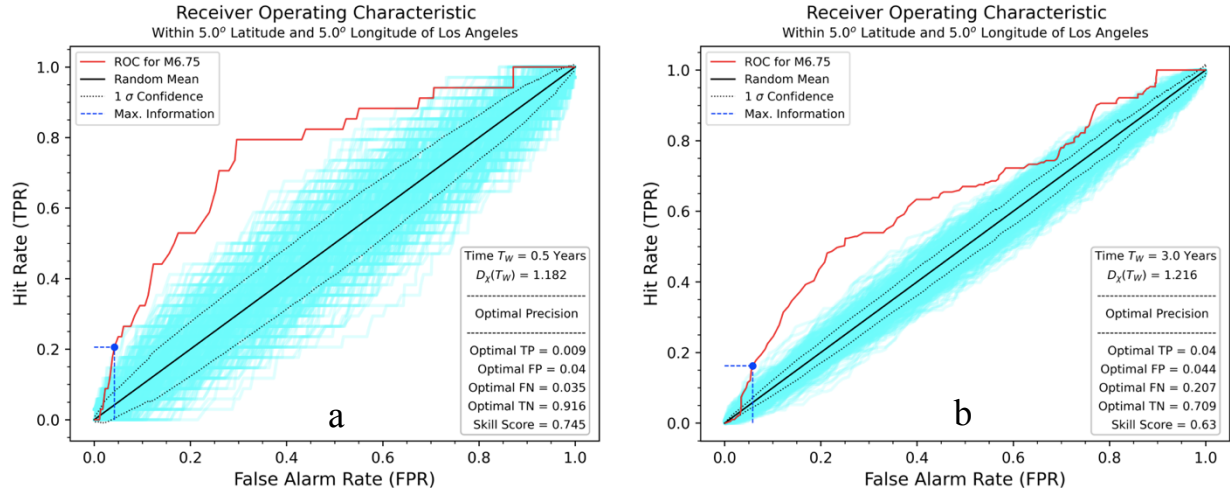 Receiver Operating Characteristic
Within 5.0° Latitude and 5.0° Longitude of Los Angeles
ROC for M6.75
Random Mean
1 σ Confidence
Max. Information
1.0
0.8
0.6
0.4
0.2
0.0
Hit Rate (TPR)
Time T_W = 0.5 Years
D_χ(T_W) = 1.182
Optimal Precision
Optimal TP = 0.009
Optimal FP = 0.04
Optimal FN = 0.035
Optimal TN = 0.916
Skill Score = 0.745
a
0.0 0.2 0.4 0.6 0.8 1.0
False Alarm Rate (FPR)
Receiver Operating Characteristic
Within 5.0° Latitude and 5.0° Longitude of Los Angeles
ROC for M6.75
Random Mean
1 σ Confidence
Max. Information
1.0
0.8
0.6
0.4
0.2
0.0
Hit Rate (TPR)
Time T_W = 3.0 Years
D_χ(T_W) = 1.216
Optimal Precision
Optimal TP = 0.04
Optimal FP = 0.044
Optimal FN = 0.207
Optimal TN = 0.709
Skill Score = 0.63
b
0.0 0.2 0.4 0.6 0.8 1.0
False Alarm Rate (FPR)